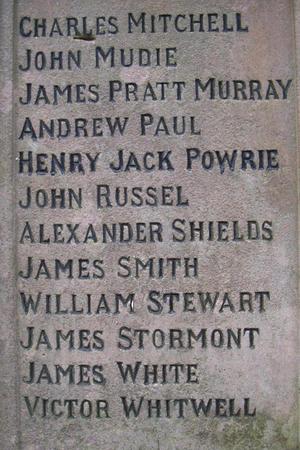 CHARLES MITCHELL
JOHN MUDIE
JAMES PRATT MURRAY
ANDREW PAUL
HENRY JACK POWRIE
JOHN RUSSEL
ALEXANDER SHIELDS
JAMES SMITH
WILLIAM STEWART
JAMES STORMONT
JAMES WHITE
VICTOR WHITWELL